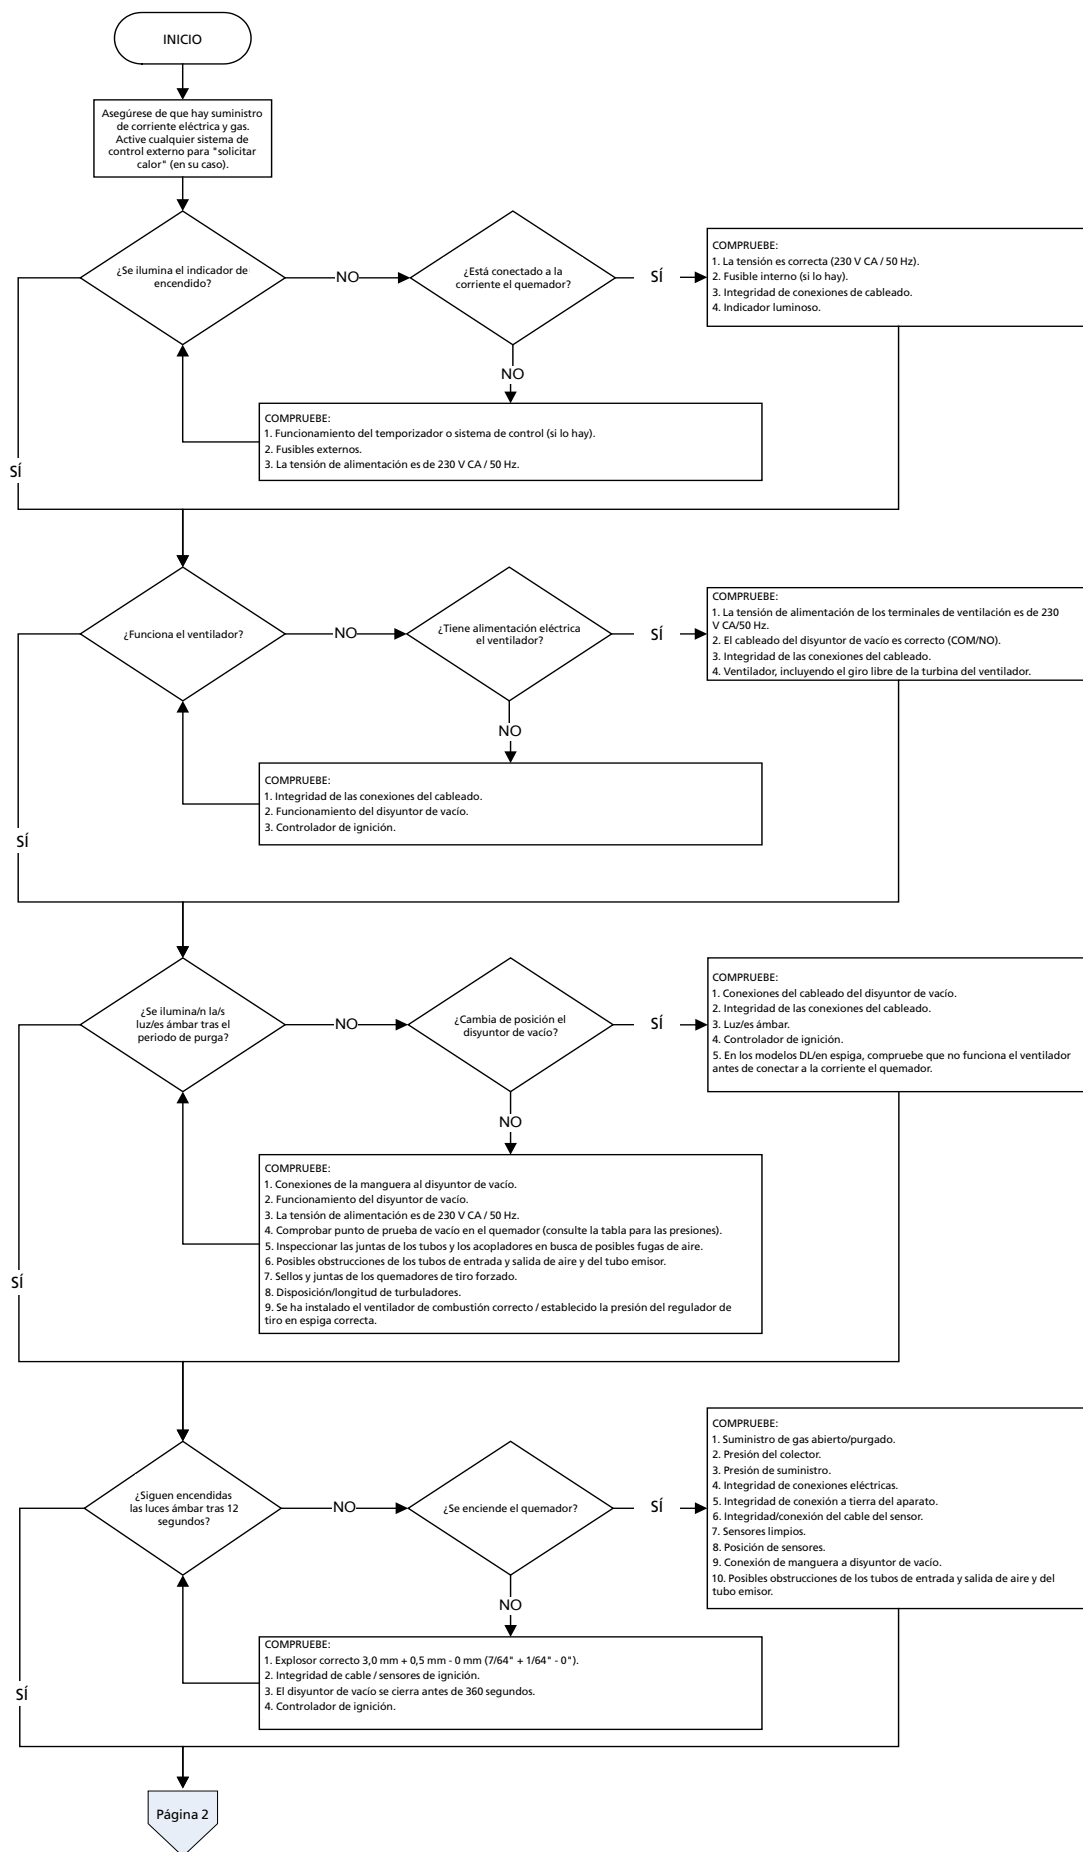 INICIO
Asegúrese de que hay suministro
de corriente eléctrica y gas.
Active cualquier sistema de
control externo para "solicitar
calor" (en su caso).
¿Se ilumina el indicador de
encendido?
NO
¿Está conectado a la
corriente el quemador?
SÍ
COMPRUEBE:
1. La tensión es correcta (230 V CA / 50 Hz).
2. Fusible interno (si lo hay).
3. Integridad de conexiones de cableado.
4. Indicador luminoso.
NO
COMPRUEBE:
1. Funcionamiento del temporizador o sistema de control (si lo hay).
2. Fusibles externos.
3. La tensión de alimentación es de 230 V CA / 50 Hz.
SÍ
¿Funciona el ventilador?
NO
¿Tiene alimentación eléctrica
el ventilador?
SÍ
COMPRUEBE:
1. La tensión de alimentación de los terminales de ventilación es de 230
V CA/50 Hz.
2. El cableado del disyuntor de vacío es correcto (COM/NO).
3. Integridad de las conexiones del cableado.
4. Ventilador, incluyendo el giro libre de la turbina del ventilador.
NO
COMPRUEBE:
1. Integridad de las conexiones del cableado.
2. Funcionamiento del disyuntor de vacío.
3. Controlador de ignición.
SÍ
¿Se ilumina/n la/s
luz/es ámbar tras el
periodo de purga?
NO
¿Cambia de posición el
disyuntor de vacío?
SÍ
COMPRUEBE:
1. Conexiones del cableado del disyuntor de vacío.
2. Integridad de las conexiones del cableado.
3. Luz/es ámbar.
4. Controlador de ignición.
5. En los modelos DL/en espiga, compruebe que no funciona el ventilador
antes de conectar a la corriente el quemador.
NO
COMPRUEBE:
1. Conexiones de la manguera al disyuntor de vacío.
2. Funcionamiento del disyuntor de vacío.
3. La tensión de alimentación es de 230 V CA / 50 Hz.
4. Comprobar punto de prueba de vacío en el quemador (consulte la tabla para las presiones).
5. Inspeccionar las juntas de los tubos y los acopladores en busca de posibles fugas de aire.
6. Posibles obstrucciones de los tubos de entrada y salida de aire y del tubo emisor.
7. Sellos y juntas de los quemadores de tiro forzado.
8. Disposición/longitud de turbuladores.
9. Se ha instalado el ventilador de combustión correcto / establecido la presión del regulador de
tiro en espiga correcta.
SÍ
¿Siguen encendidas
las luces ámbar tras 12
segundos?
NO
¿Se enciende el quemador?
SÍ
COMPRUEBE:
1. Suministro de gas abierto/purgado.
2. Presión del colector.
3. Presión de suministro.
4. Integridad de conexiones eléctricas.
5. Integridad de conexión a tierra del aparato.
6. Integridad/conexión del cable del sensor.
7. Sensores limpios.
8. Posición de sensores.
9. Conexión de manguera a disyuntor de vacío.
10. Posibles obstrucciones de los tubos de entrada y salida de aire y del
tubo emisor.
NO
COMPRUEBE:
1. Explosor correcto 3,0 mm + 0,5 mm - 0 mm (7/64" + 1/64" - 0").
2. Integridad de cable / sensores de ignición.
3. El disyuntor de vacío se cierra antes de 360 segundos.
4. Controlador de ignición.
SÍ
Página 2